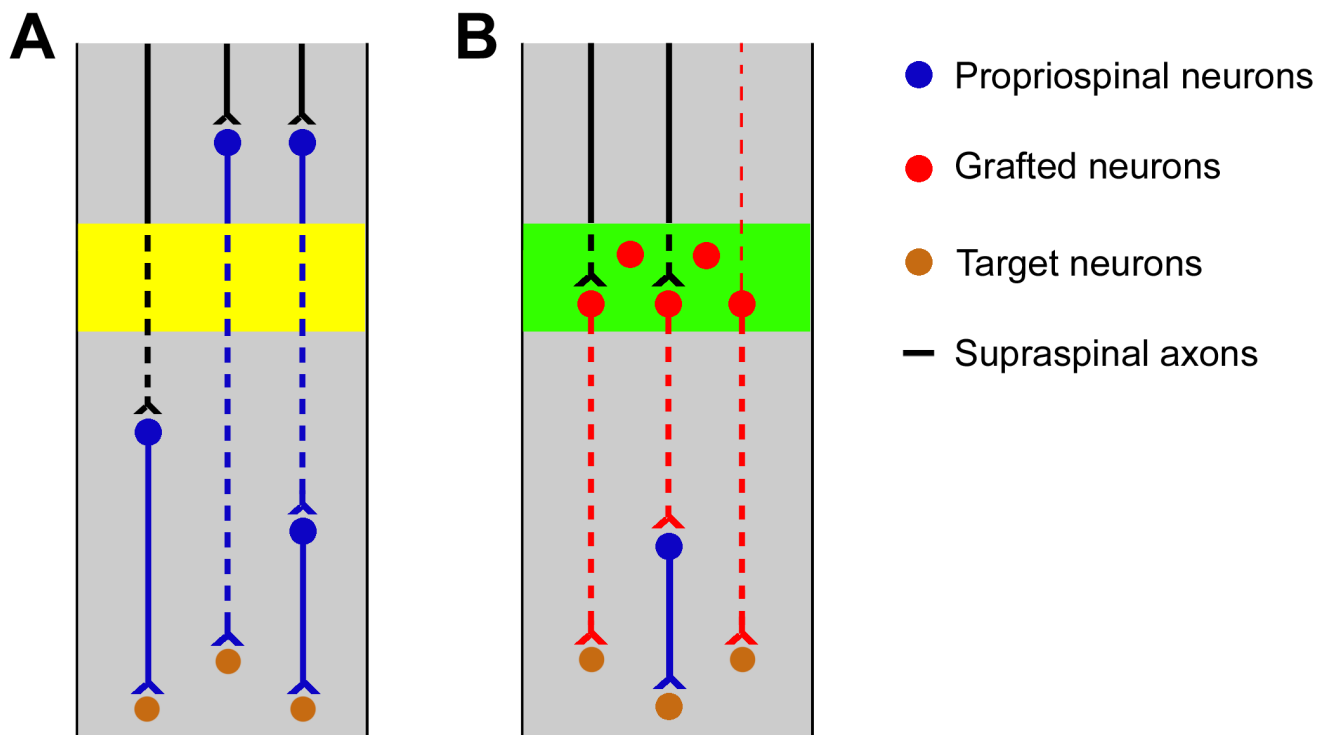 A
B
Propriospinal neurons
Grafted neurons
Target neurons
Supraspinal axons